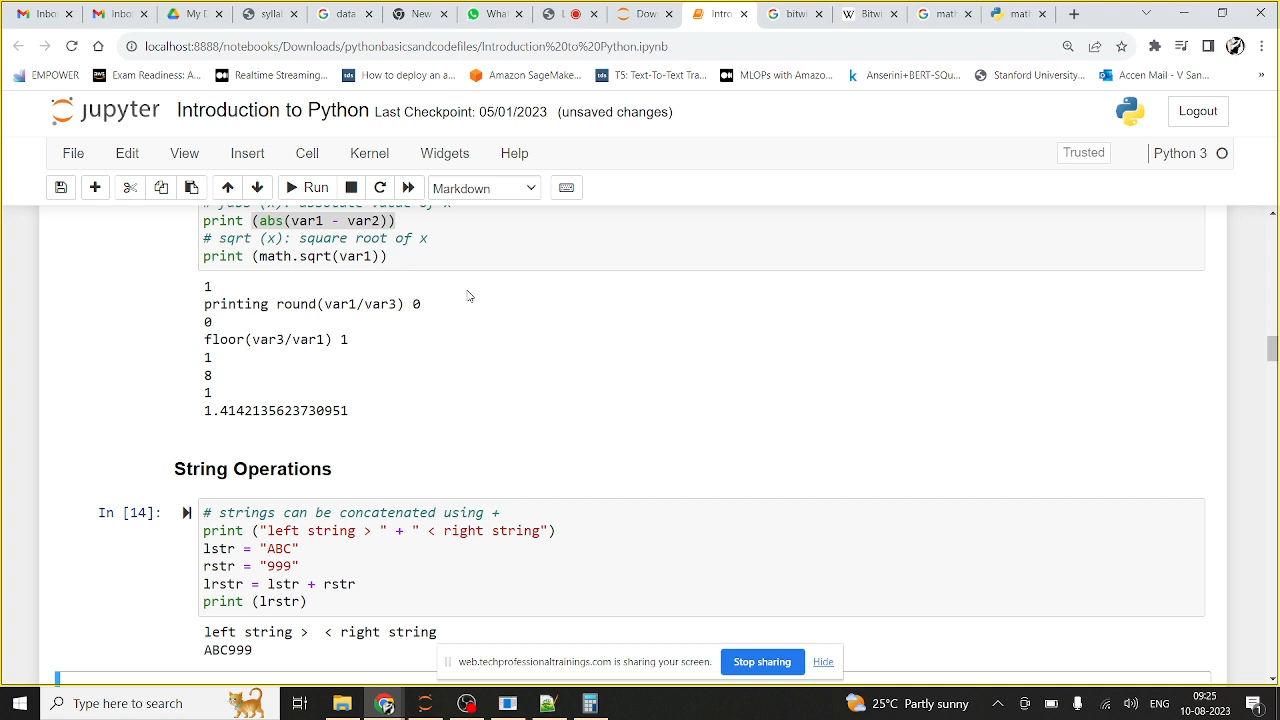 Inbo
Inbo
My D
syllal
data
New
What
L
Dow
Intro
bitwi
Bitwi
math
math
localhost:8888/notebooks/Downloads/pythonbasicsandcodefiles/Introduction%20to%20Python.ipynb
EMPOWER
Exam Readiness: A...
Realtime Streaming...
How to deploy an a...
Amazon SageMake...
T5: Text-To-Text Tra...
MLOPs with Amazo...
Anserini+BERT-SQu...
Stanford University...
Accen Mail - V San...
»
jupyter Introduction to Python Last Checkpoint: 05/01/2023 (unsaved changes)
Logout
File Edit View Insert Cell Kernel Widgets Help
Trusted
Python 3
Run
Markdown
print (abs(var1 - var2))
# sqrt (x): square root of x
print (math.sqrt(var1))
1
printing round(var1/var3) 0
0
floor(var3/var1) 1
1
8
1
1.4142135623730951
String Operations
In [14]:
# strings can be concatenated using +
print ("left string > " + " < right string")
lstr = "ABC"
rstr = "999"
lrstr = lstr + rstr
print (lrstr)
left string >  < right string
ABC999
web.techprofessionaltrainings.com is sharing your screen.
Stop sharing
Hide
Type here to search
25°C Partly sunny
ENG
09:25
10-08-2023